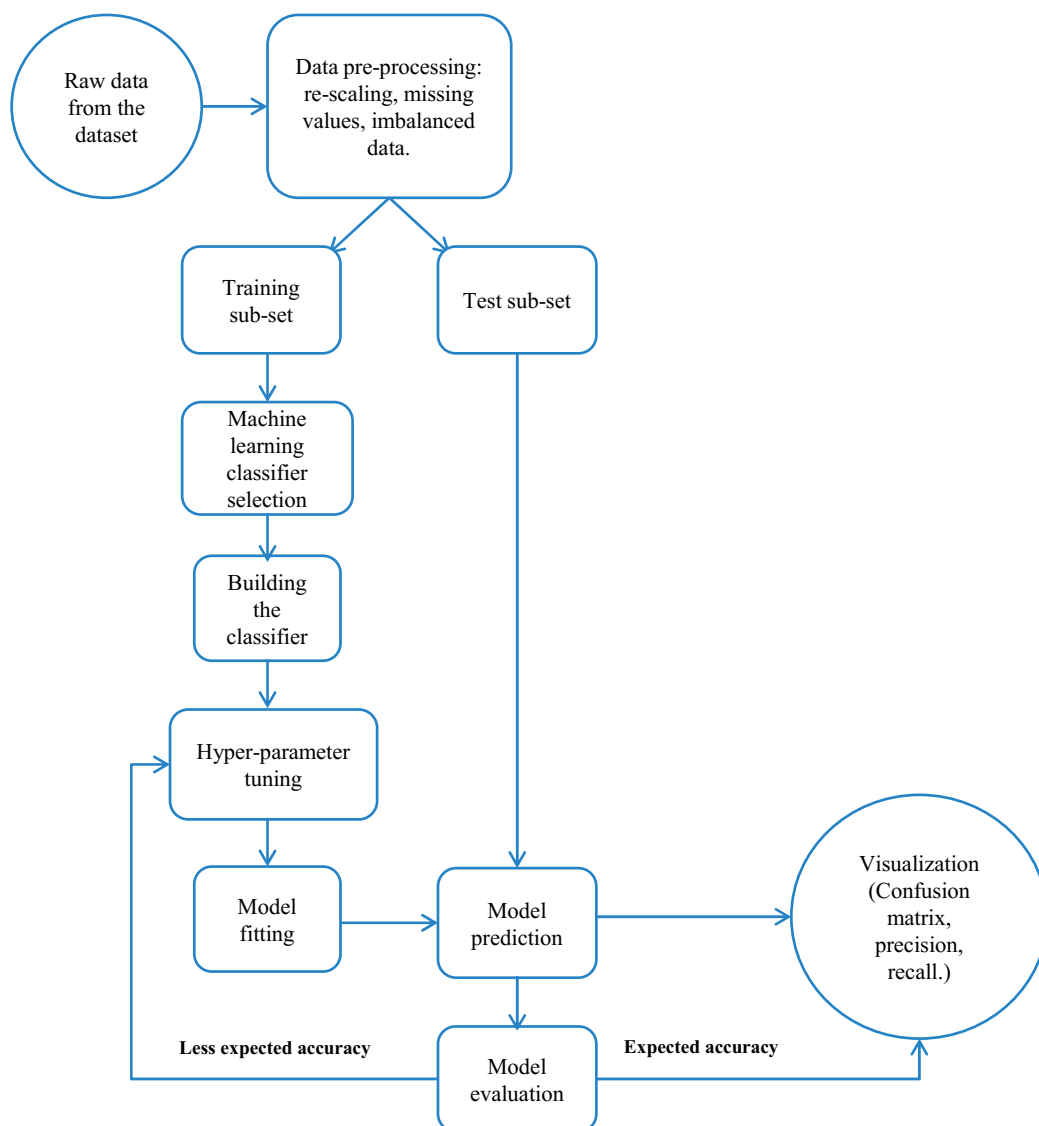 Raw data
from the
dataset
Data pre-processing:
re-scaling, missing
values, imbalanced
data.
Training
sub-set
Test sub-set
Machine
learning
classifier
selection
Building
the
classifier
Hyper-parameter
tuning
Model
fitting
Model
prediction
Visualization
(Confusion
matrix,
precision,
recall.)
Less expected accuracy
Expected accuracy
Model
evaluation